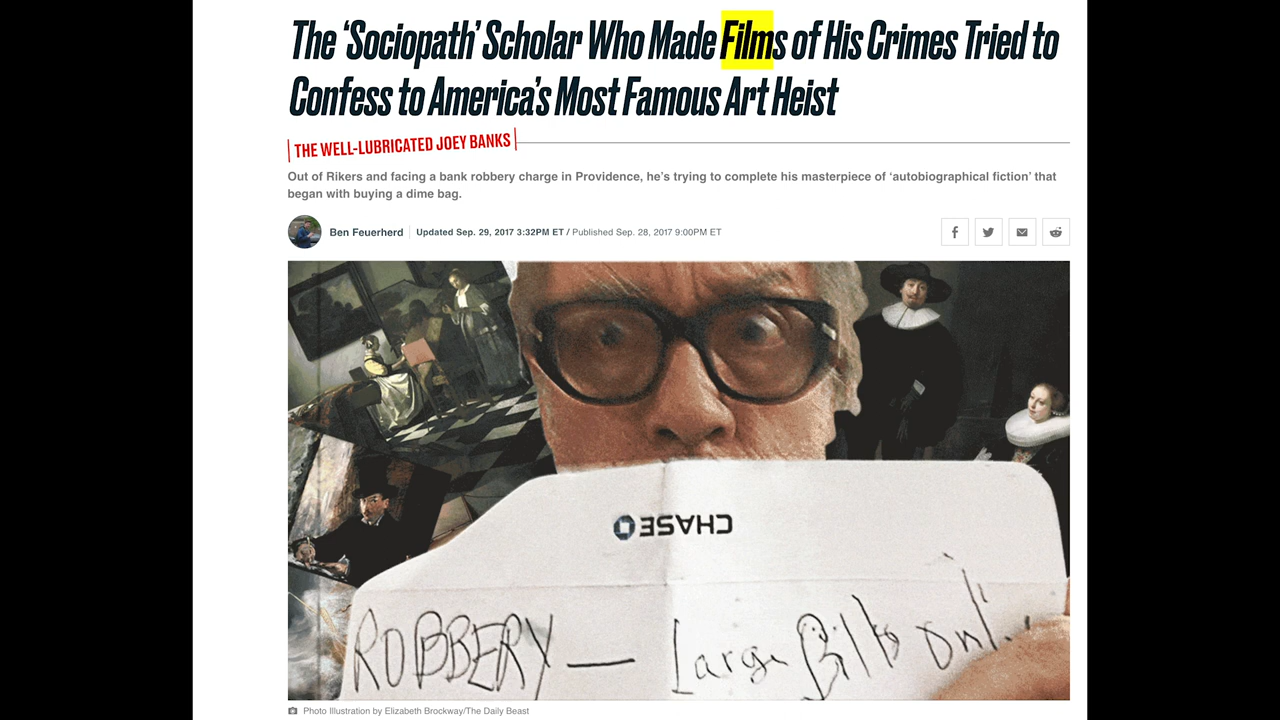 The ‘Sociopath’ Scholar Who Made Films of His Crimes Tried to
Confess to America’s Most Famous Art Heist
THE WELL-LUBRICATED JOEY BANKS
Out of Rikers and facing a bank robbery charge in Providence, he’s trying to complete his masterpiece of ‘autobiographical fiction’ that
began with buying a dime bag.
Ben Feuerherd
Updated Sep. 29, 2017 3:32PM ET / Published Sep. 28, 2017 9:00PM ET
CHASE
ROBBERY — Large Bills Only
Photo Illustration by Elizabeth Brockway/The Daily Beast